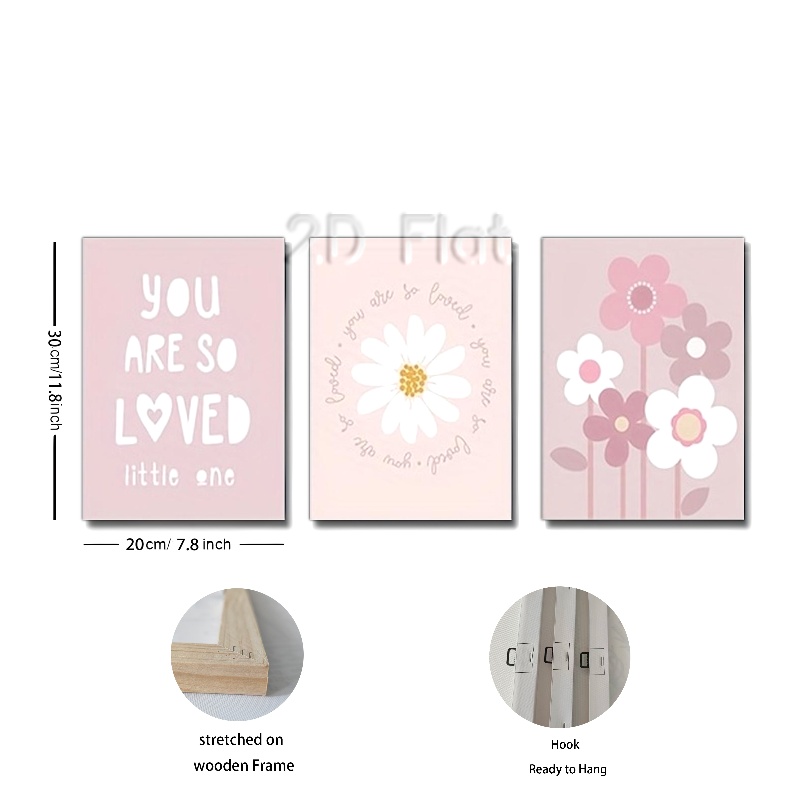 2D Flat
YOU
ARE SO
LOVED
little one
you are so loved • you are so loved • you are so loved •
30cm/11.8inch
20cm/ 7.8 inch
stretched on
wooden Frame
Hook
Ready to Hang